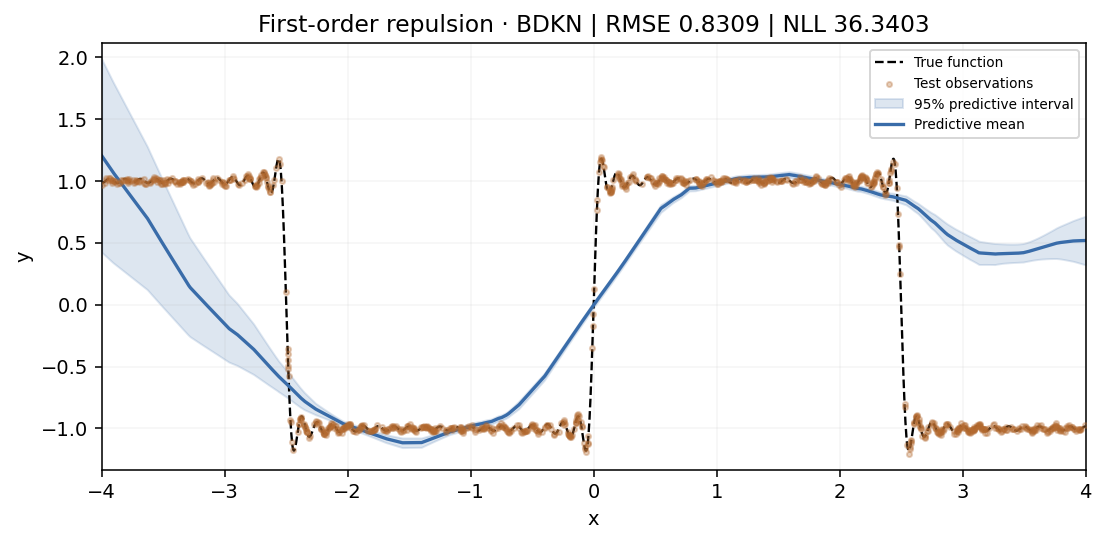 First-order repulsion · BDKN | RMSE 0.8309 | NLL 36.3403
True function
Test observations
95% predictive interval
Predictive mean
y
2.0
1.5
1.0
0.5
0.0
−0.5
−1.0
−4 −3 −2 −1 0 1 2 3 4
x